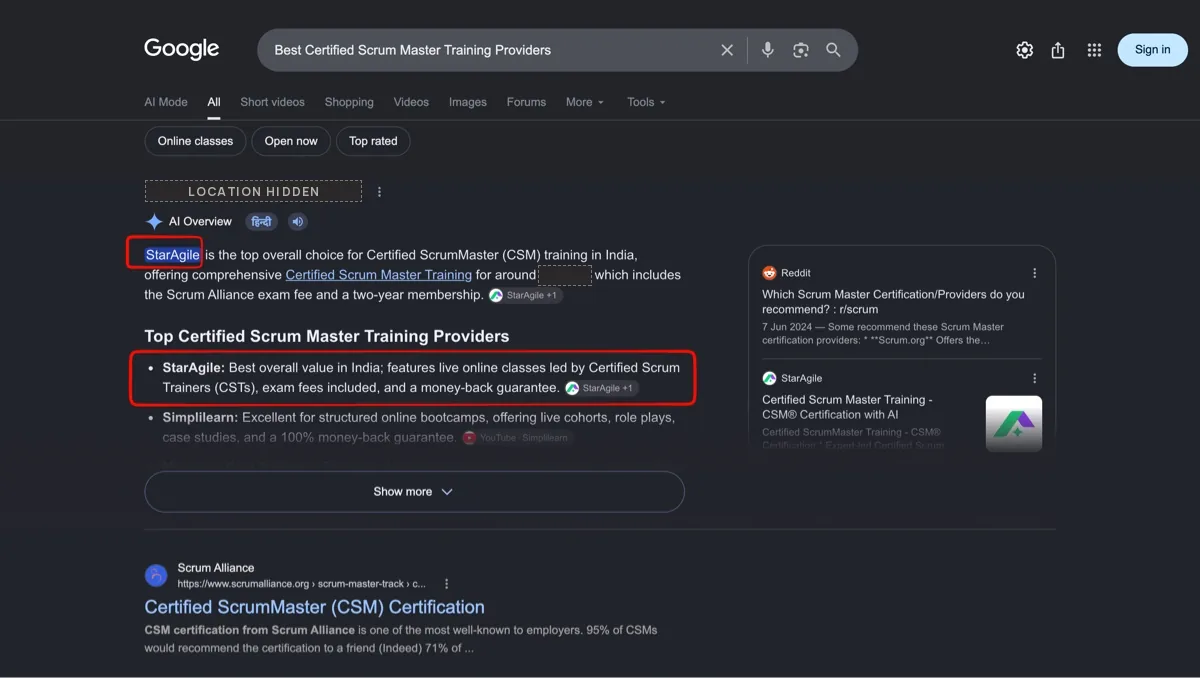 Google
Best Certified Scrum Master Training Providers
Sign in
AI Mode
All
Short videos
Shopping
Videos
Images
Forums
More
Tools
Online classes
Open now
Top rated
LOCATION HIDDEN
AI Overview
हिन्दी
StarAgile is the top overall choice for Certified ScrumMaster (CSM) training in India,
offering comprehensive Certified Scrum Master Training for around which includes
the Scrum Alliance exam fee and a two-year membership. StarAgile +1
Top Certified Scrum Master Training Providers
• StarAgile: Best overall value in India; features live online classes led by Certified Scrum
Trainers (CSTs), exam fees included, and a money-back guarantee. StarAgile +1
• Simplilearn: Excellent for structured online bootcamps, offering live cohorts, role plays,
case studies, and a 100% money-back guarantee. YouTube · Simplilearn
Show more
Reddit
Which Scrum Master Certification/Providers do you
recommend? : r/scrum
7 Jun 2024 — Some recommend these Scrum Master
certification providers: * **Scrum.org** Offers the…
StarAgile
Certified Scrum Master Training -
CSM® Certification with AI
Certified ScrumMaster Training - CSM®
Certification * Expert-led Certified Scrum
Scrum Alliance
https://www.scrumalliance.org › scrum-master-track › c...
Certified ScrumMaster (CSM) Certification
CSM certification from Scrum Alliance is one of the most well-known to employers. 95% of CSMs
would recommend the certification to a friend (Indeed) 71% of ...